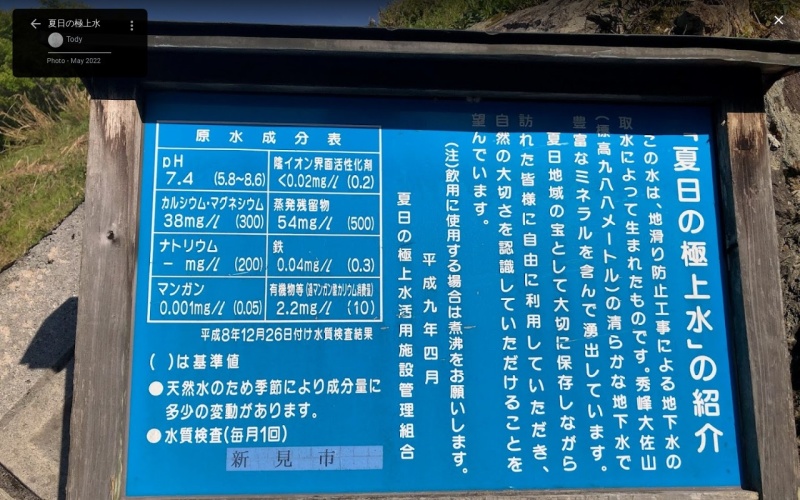 夏日の極上水
Tody
Photo - May 2022
「夏日の極上水」の紹介
この水は、地滑り防止工事による地下水の
取水によって生まれたものです。秀峰大佐山
(標高九八八メートル)の清らかな地下水で
豊富なミネラルを含んで湧出しています。
夏日地域の宝として大切に保存しながら
訪れた皆様に自由に利用していただき、
自然の大切さを認識していただけることを
望んでいます。
(注)飲用に使用する場合は煮沸をお願いします。
平成九年四月
夏日の極上水活用施設管理組合
原水成分表
pH
7.4 (5.8~8.6)
陰イオン界面活性化剤
<0.02mg/l (0.2)
カルシウム・マグネシウム
38mg/l (300)
蒸発残留物
54mg/l (500)
ナトリウム
- mg/l (200)
鉄
0.04mg/l (0.3)
マンガン
0.001mg/l (0.05)
有機物等(過マンガン酸カリウム消費量)
2.2mg/l (10)
平成8年12月26日付け水質検査結果
( )は基準値
●天然水のため季節により成分量に
多少の変動があります。
●水質検査(毎月1回)
新見市